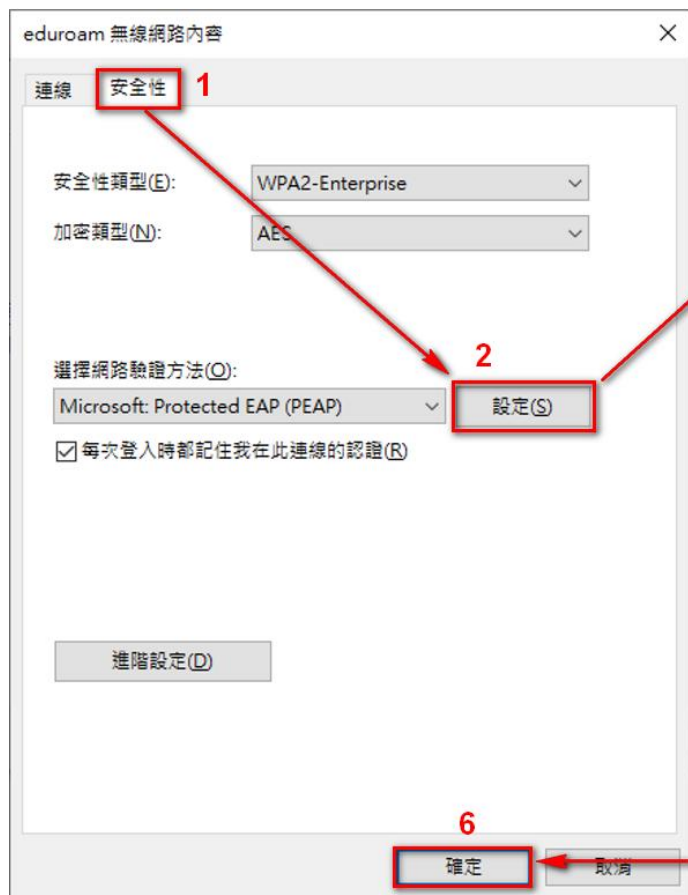 eduroam 無線網路內容
連線 安全性 1
安全性類型(E): WPA2-Enterprise
加密類型(N): AES
2
選擇網路驗證方法(O):
Microsoft: Protected EAP (PEAP) 設定(S)
每次登入時都記住我在此連線的認證(R)
進階設定(D)
6
確定 取消